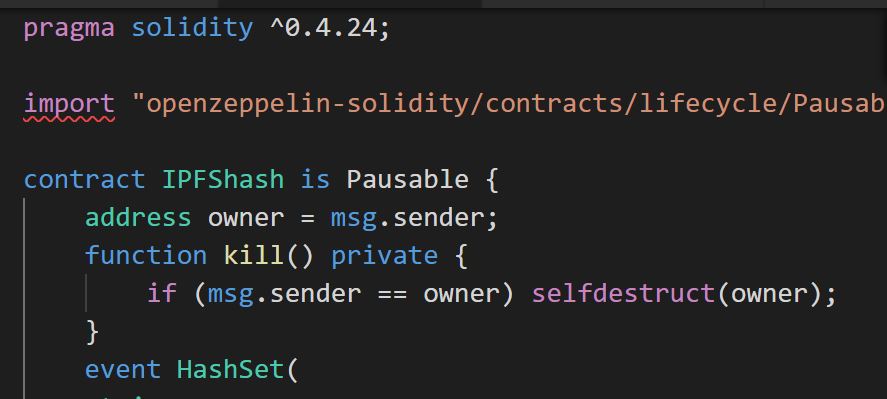 pragma solidity ^0.4.24;
import "openzeppelin-solidity/contracts/lifecycle/Pausab
contract IPFShash is Pausable {
address owner = msg.sender;
function kill() private {
if (msg.sender == owner) selfdestruct(owner);
}
event HashSet(